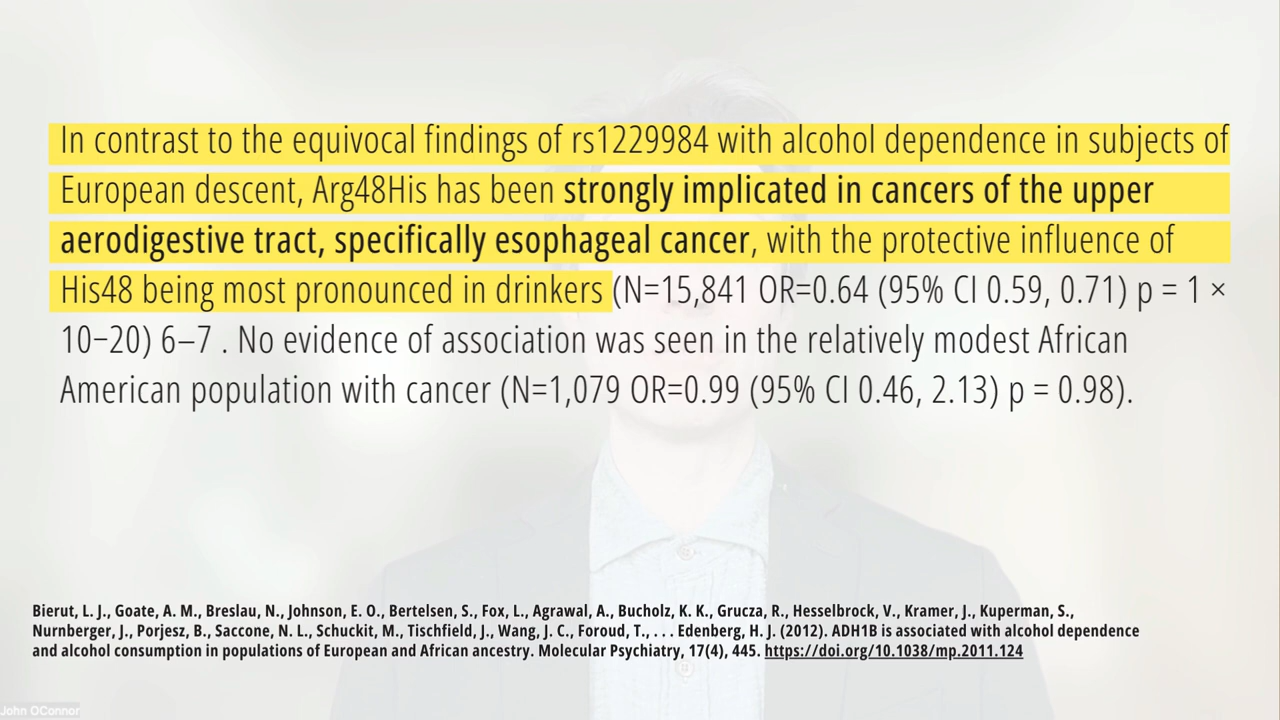 In contrast to the equivocal findings of rs1229984 with alcohol dependence in subjects of
European descent, Arg48His has been strongly implicated in cancers of the upper
aerodigestive tract, specifically esophageal cancer, with the protective influence of
His48 being most pronounced in drinkers (N=15,841 OR=0.64 (95% CI 0.59, 0.71) p = 1 ×
10−20) 6–7 . No evidence of association was seen in the relatively modest African
American population with cancer (N=1,079 OR=0.99 (95% CI 0.46, 2.13) p = 0.98).
Bierut, L. J., Goate, A. M., Breslau, N., Johnson, E. O., Bertelsen, S., Fox, L., Agrawal, A., Bucholz, K. K., Grucza, R., Hesselbrock, V., Kramer, J., Kuperman, S.,
Nurnberger, J., Porjesz, B., Saccone, N. L., Schuckit, M., Tischfield, J., Wang, J. C., Foroud, T., . . . Edenberg, H. J. (2012). ADH1B is associated with alcohol dependence
and alcohol consumption in populations of European and African ancestry. Molecular Psychiatry, 17(4), 445. https://doi.org/10.1038/mp.2011.124
John OConnor